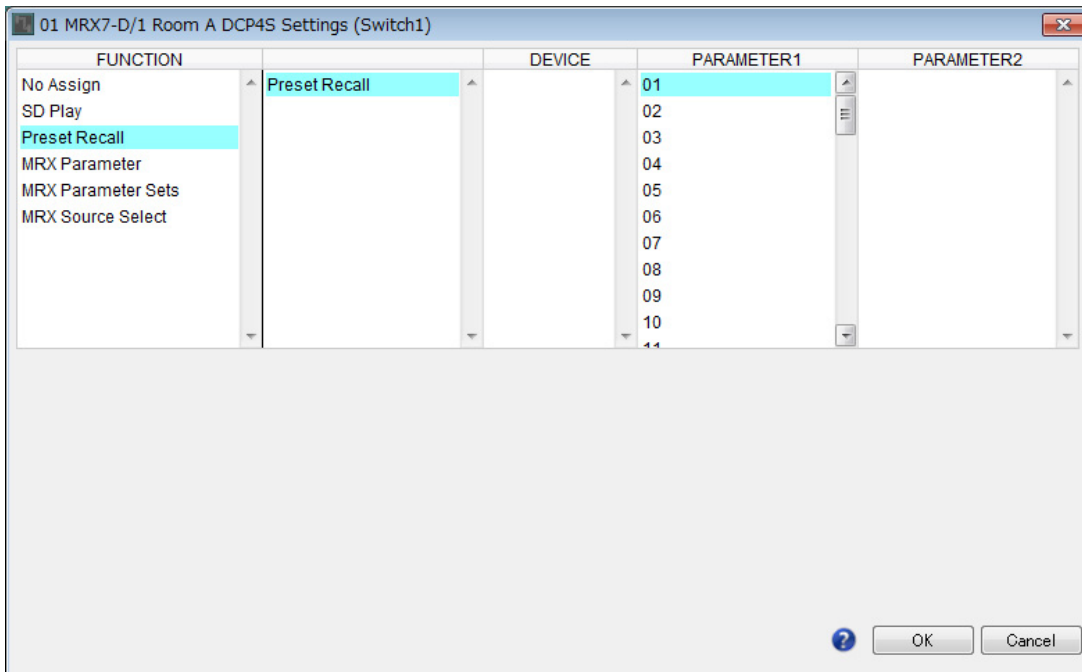 01 MRX7-D/1 Room A DCP4S Settings (Switch1)
FUNCTION
DEVICE
PARAMETER1
PARAMETER2
No Assign
SD Play
Preset Recall
MRX Parameter
MRX Parameter Sets
MRX Source Select
Preset Recall
01
02
03
04
05
06
07
08
09
10
11
?
OK
Cancel